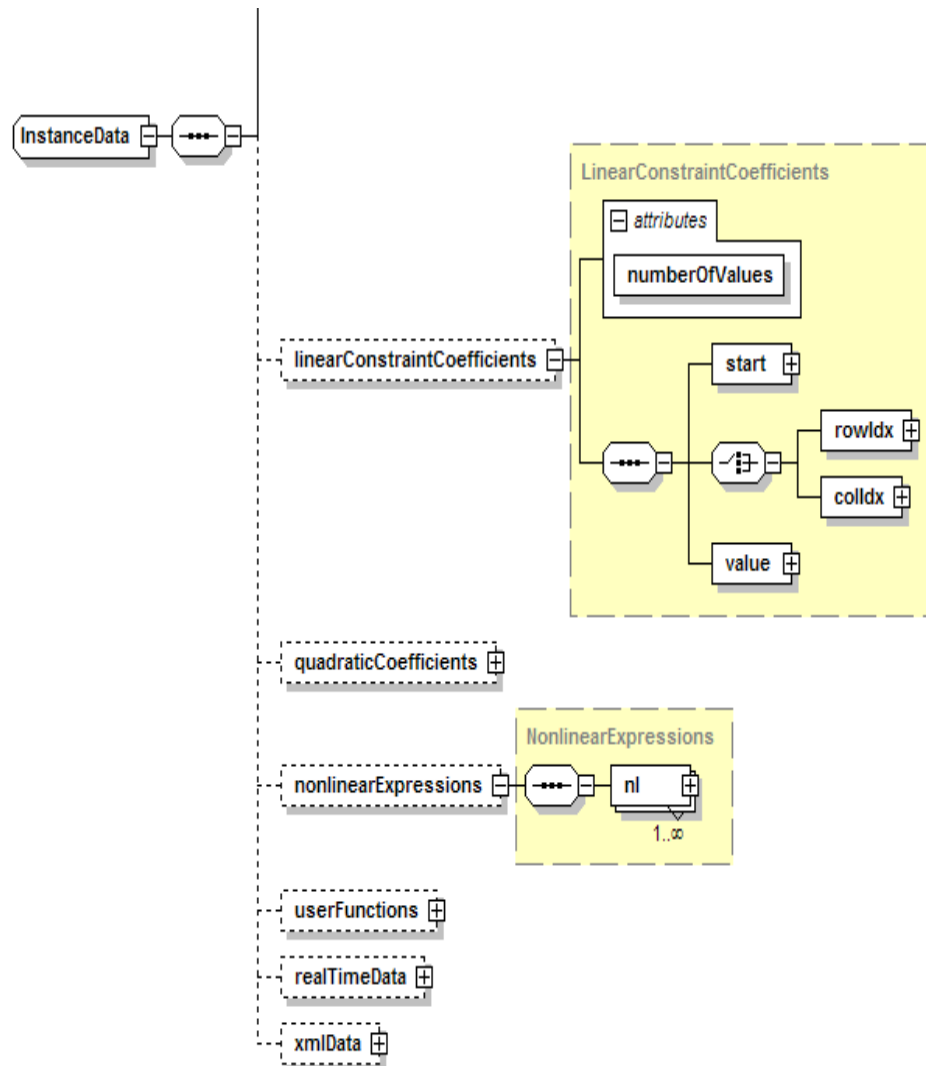 InstanceData
LinearConstraintCoefficients
attributes
numberOfValues
linearConstraintCoefficients
start
rowIdx
colIdx
value
quadraticCoefficients
NonlinearExpressions
nonlinearExpressions
nl
1..∞
userFunctions
realTimeData
xmlData